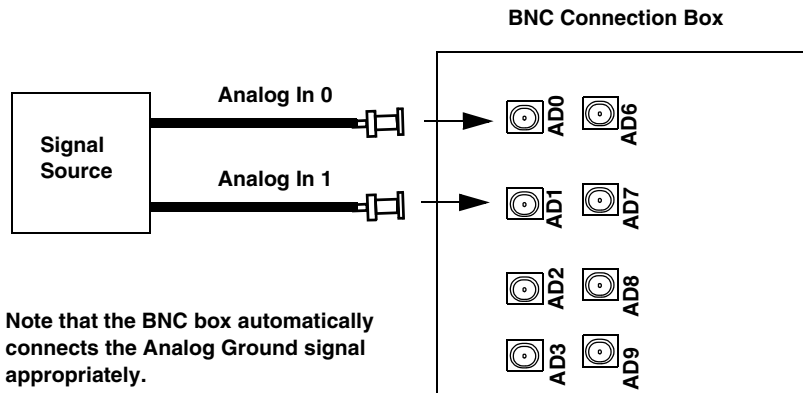 BNC Connection Box
Analog In 0
Signal
Source
Analog In 1
AD0
AD6
AD1
AD7
AD2
AD8
AD3
AD9
Note that the BNC box automatically
connects the Analog Ground signal
appropriately.